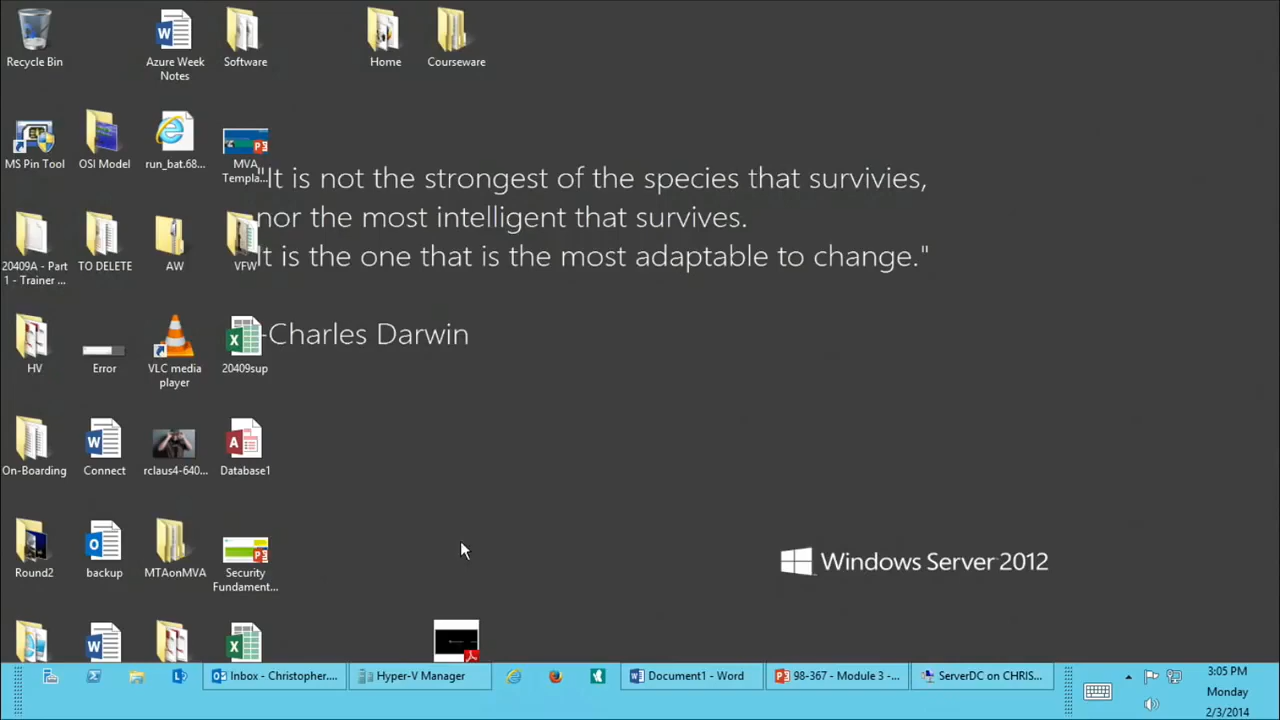 Recycle Bin
Azure Week
Notes
Software
Home
Courseware
MS Pin Tool
OSI Model
run_bat.68...
MVA
Templa...
"It is not the strongest of the species that survivies,
nor the most intelligent that survives.
It is the one that is the most adaptable to change."
-Charles Darwin
20409A - Part
1 - Trainer ...
TO DELETE
AW
VFW
HV
Error
VLC media
player
20409sup
On-Boarding
Connect
rclaus4-640...
Database1
Round2
backup
MTAonMVA
Security
Fundament...
Windows Server 2012
Inbox - Christopher....
Hyper-V Manager
Document1 - Word
98-367 - Module 3 -...
ServerDC on CHRIS...
3:05 PM
Monday
2/3/2014